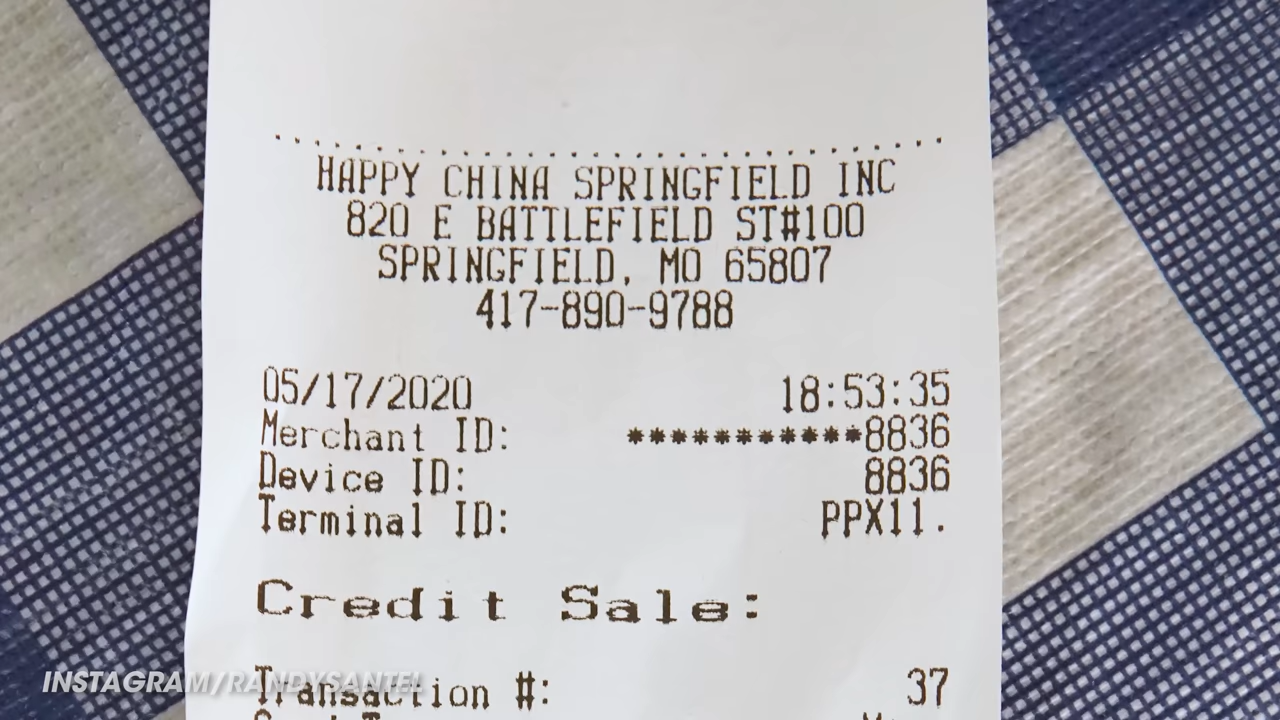 HAPPY CHINA SPRINGFIELD INC
820 E BATTLEFIELD ST#100
SPRINGFIELD, MO 65807
417-890-9788
05/17/2020 18:53:35
Merchant ID: ***********8836
Device ID: 8836
Terminal ID: PPX11.
Credit Sale:
Transaction #: 37
INSTAGRAM/RANDYSANTEL